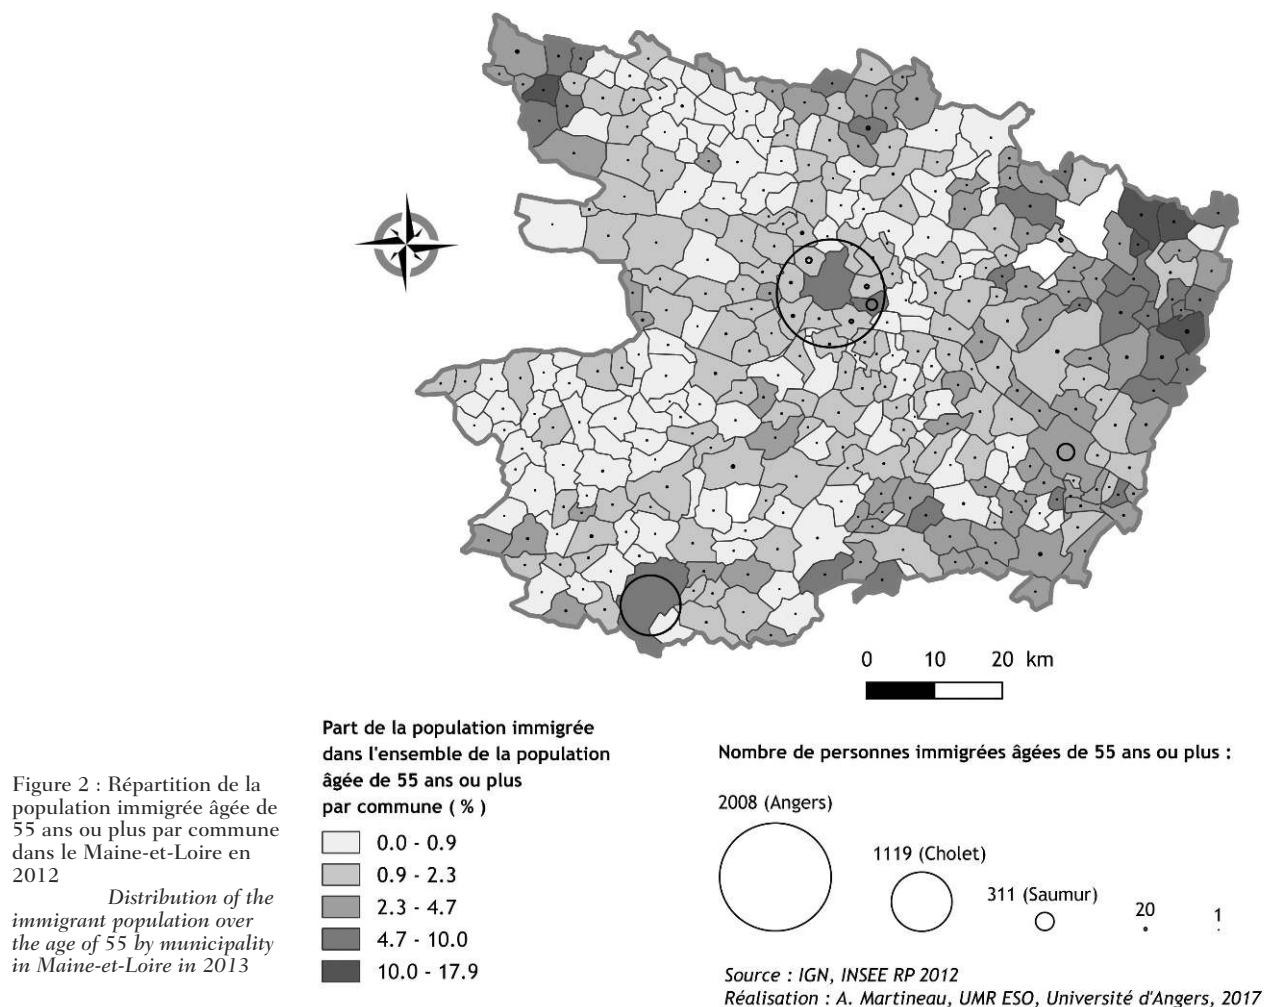 0 10 20 km
Part de la population immigrée
dans l'ensemble de la population
âgée de 55 ans ou plus
par commune ( % )
0.0 - 0.9
0.9 - 2.3
2.3 - 4.7
4.7 - 10.0
10.0 - 17.9
Nombre de personnes immigrées âgées de 55 ans ou plus :
2008 (Angers)
1119 (Cholet)
311 (Saumur)
20
1
Source : IGN, INSEE RP 2012
Réalisation : A. Martineau, UMR ESO, Université d'Angers, 2017
Figure 2 : Répartition de la
population immigrée âgée de
55 ans ou plus par commune
dans le Maine-et-Loire en
2012
Distribution of the
immigrant population over
the age of 55 by municipality
in Maine-et-Loire in 2013